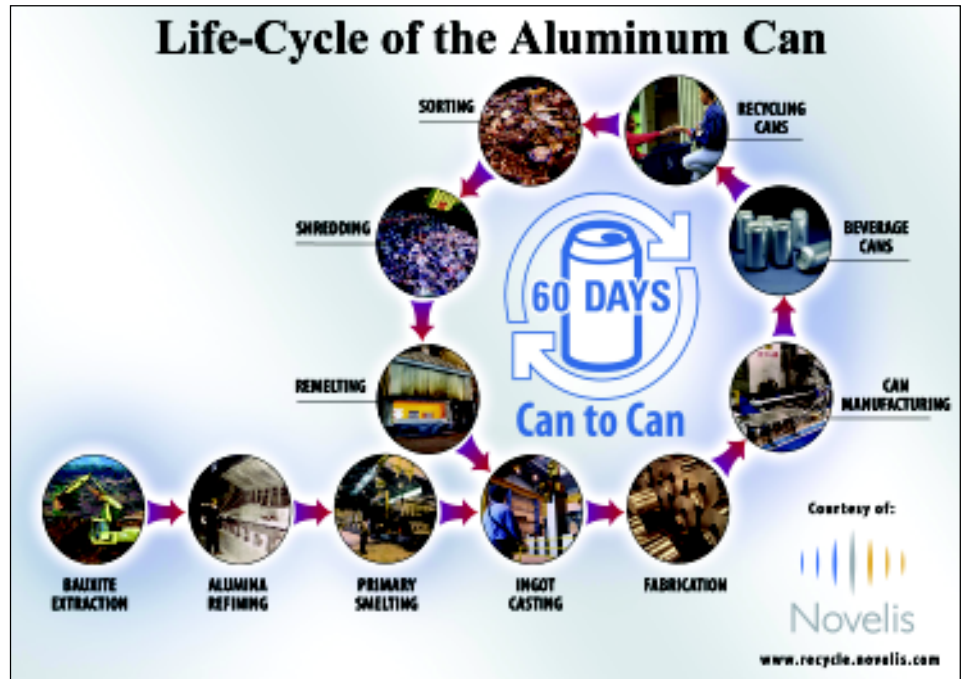 Life-Cycle of the Aluminum Can
SORTING
RECYCLING
CANS
SHREDDING
BEVERAGE
CANS
60 DAYS
REMELTING
CAN
MANUFACTURING
Can to Can
BAUXITE
EXTRACTION
ALUMINA
REFINING
PRIMARY
SMELTING
INGOT
CASTING
FABRICATION
Courtesy of:
Novelis
www.recycle.novelis.com